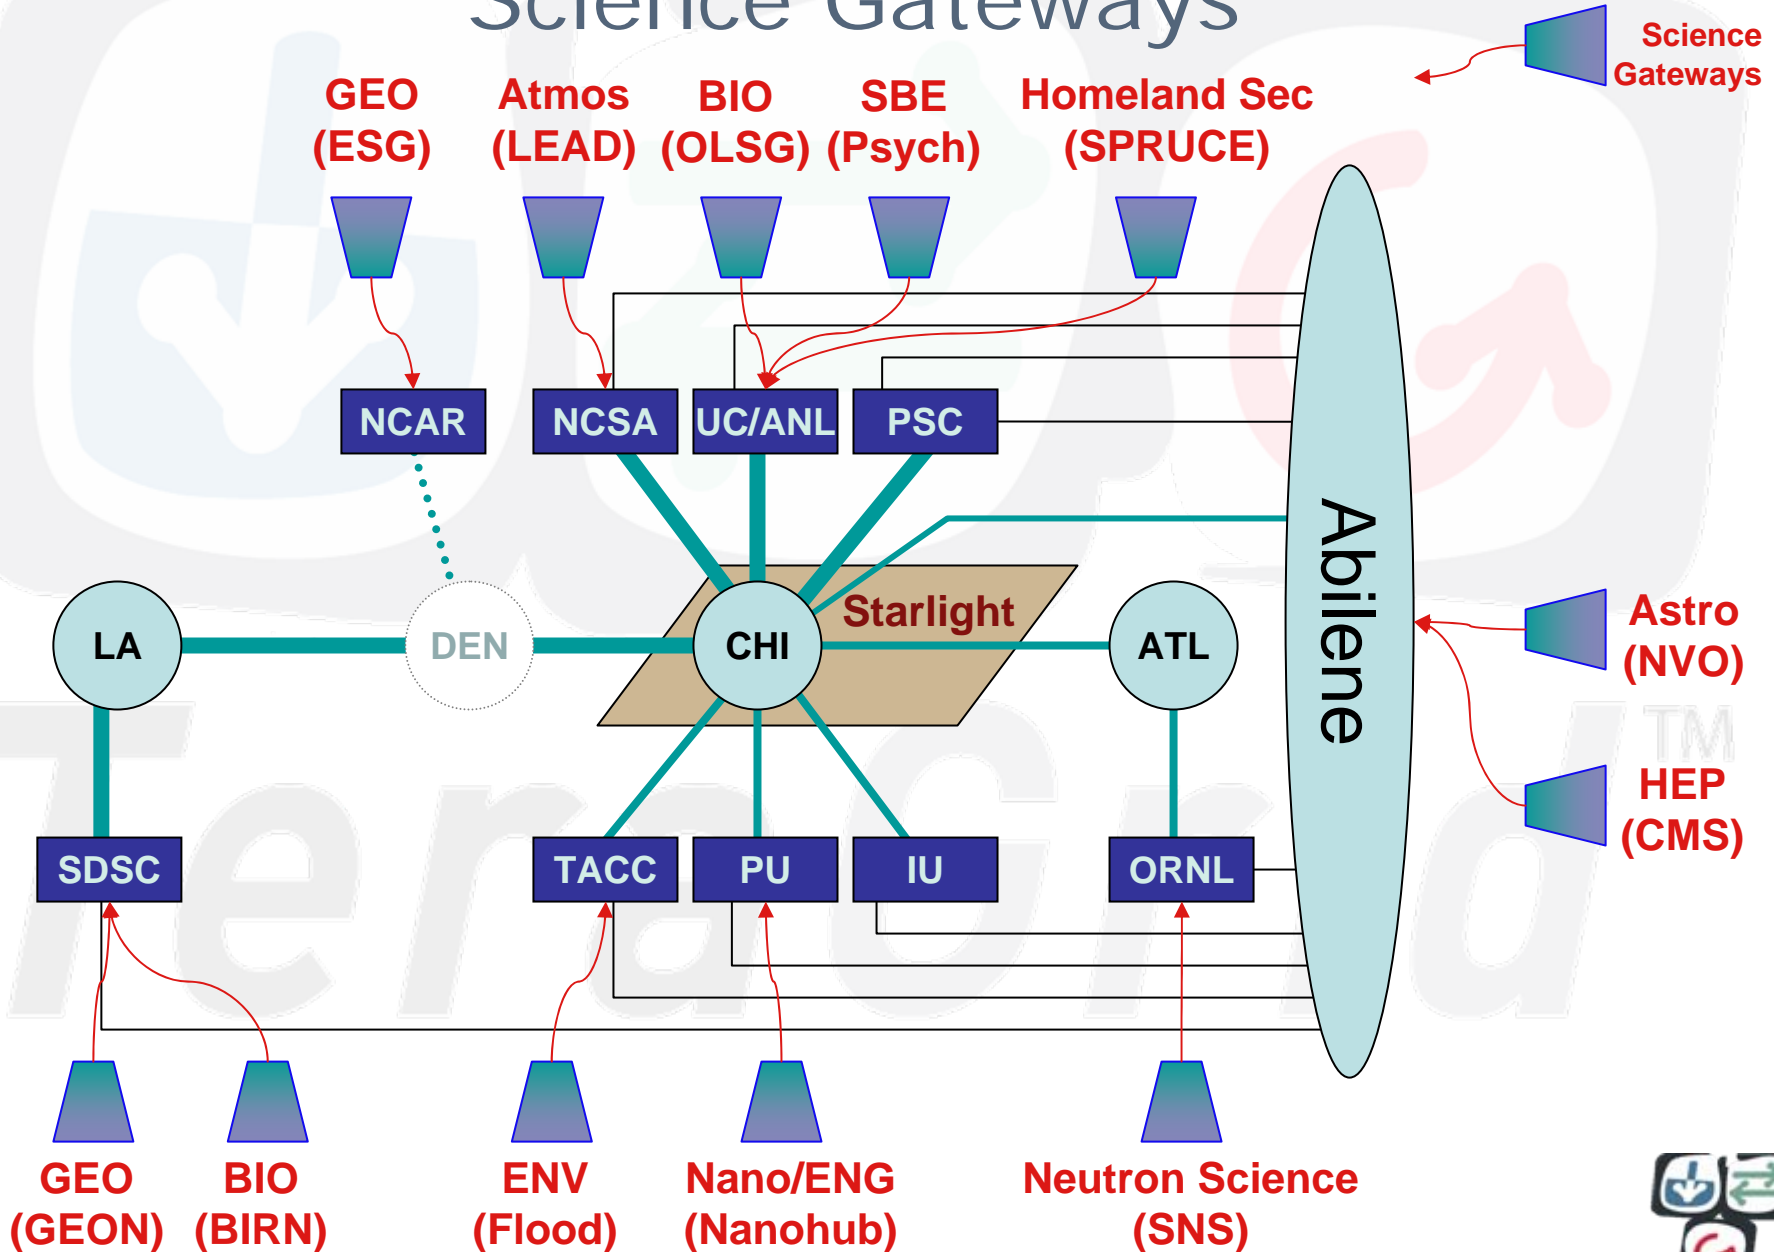 Science Gateways
Science
Gateways
GEO
(ESG)
Atmos
(LEAD)
BIO
(OLSG)
SBE
(Psych)
Homeland Sec
(SPRUCE)
NCAR
NCSA
UC/ANL
PSC
Abilene
Starlight
LA
DEN
CHI
ATL
Astro
(NVO)
HEP
(CMS)
SDSC
TACC
PU
IU
ORNL
TeraGrid™
GEO
(GEON)
BIO
(BIRN)
ENV
(Flood)
Nano/ENG
(Nanohub)
Neutron Science
(SNS)